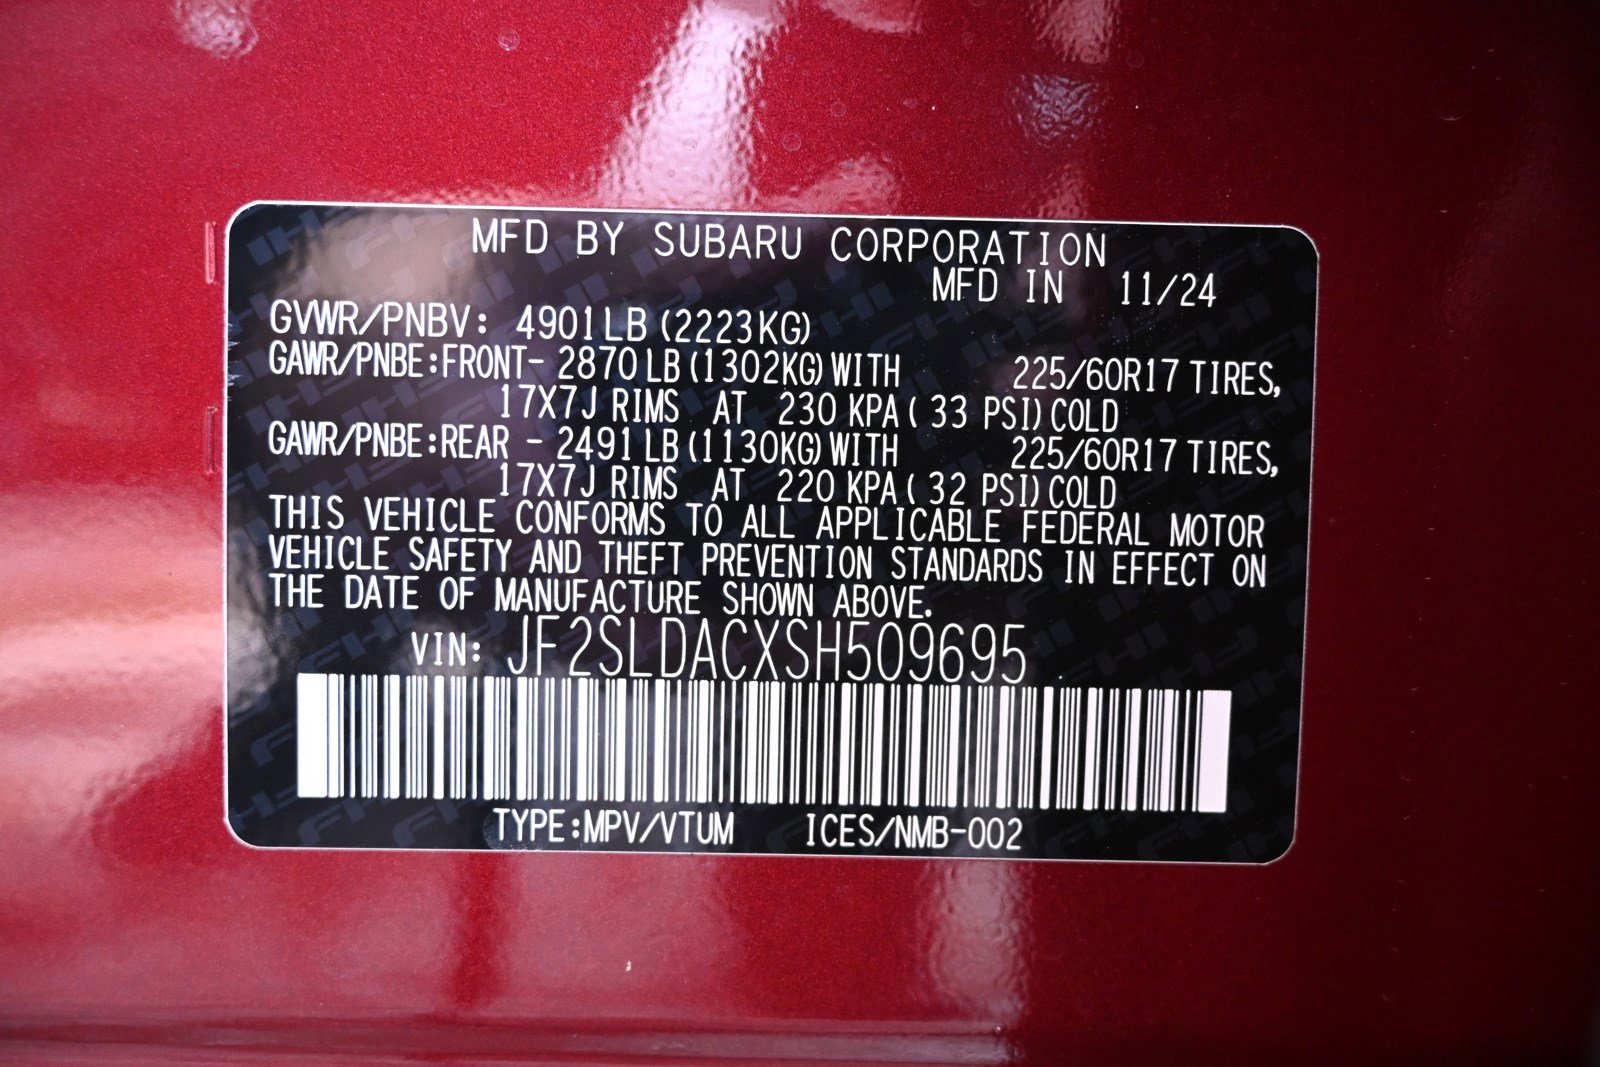 MFD BY SUBARU CORPORATION
MFD IN 11/24
GVWR/PNBV: 4901LB (2223KG)
GAWR/PNBE:FRONT- 2870 LB (1302KG) WITH 225/60R17 TIRES,
17X7J RIMS AT 230 KPA ( 33 PSI) COLD
GAWR/PNBE:REAR - 2491 LB (1130KG) WITH 225/60R17 TIRES,
17X7J RIMS AT 220 KPA ( 32 PSI) COLD
THIS VEHICLE CONFORMS TO ALL APPLICABLE FEDERAL MOTOR
VEHICLE SAFETY AND THEFT PREVENTION STANDARDS IN EFFECT ON
THE DATE OF MANUFACTURE SHOWN ABOVE.
VIN: JF2SLDACXSH509695
TYPE:MPV/VTUM ICES/NMB-002